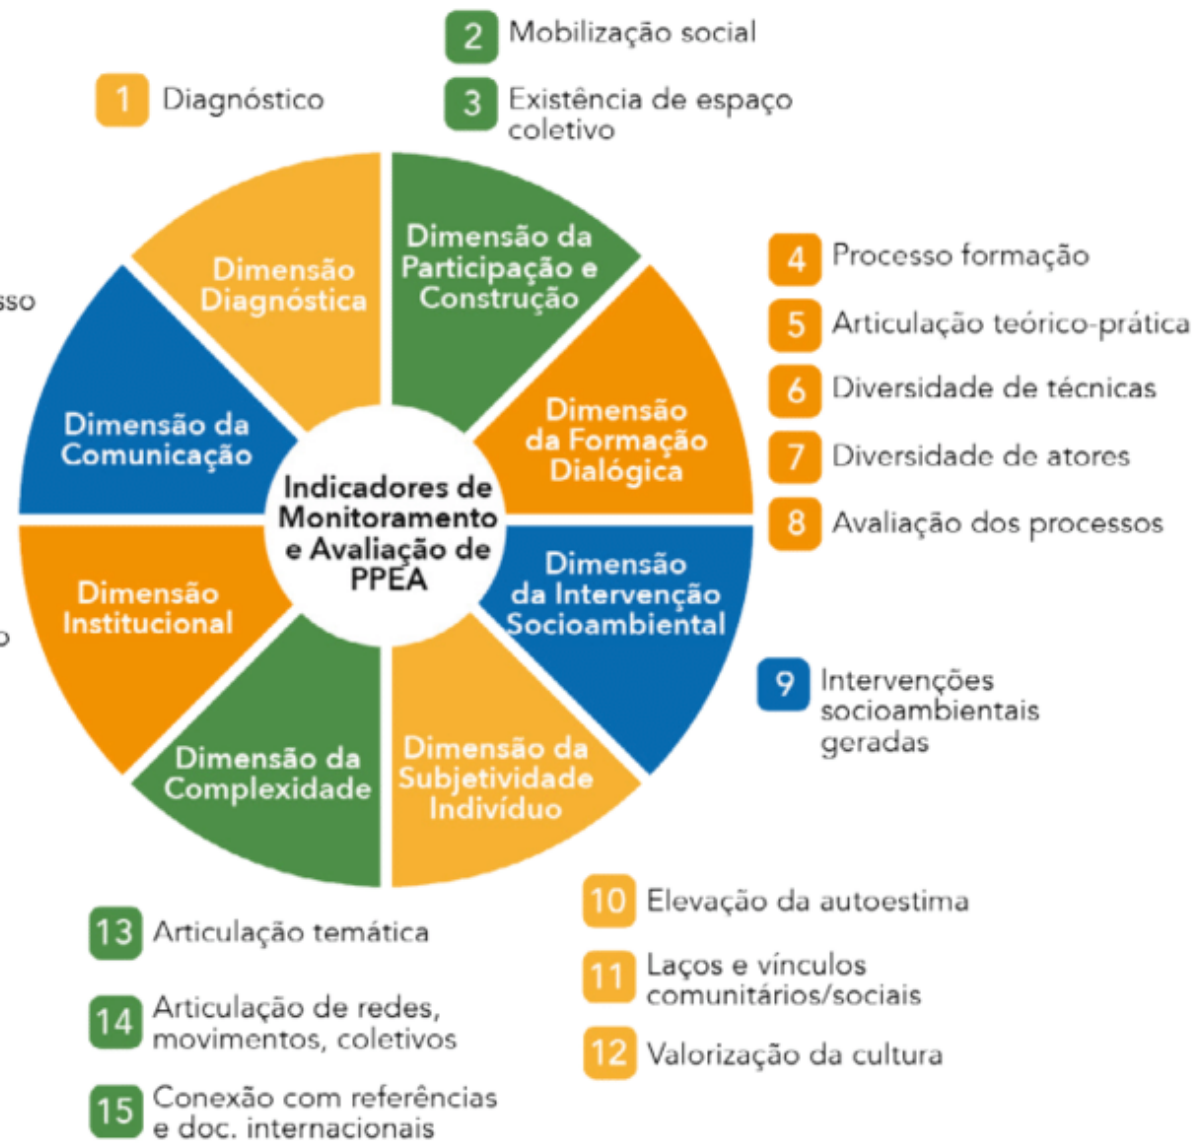 2 Mobilização social
1 Diagnóstico
3 Existência de espaço
coletivo
Dimensão
Diagnóstica
Dimensão da
Participação e
Construção
4 Processo formação
5 Articulação teórico-prática
6 Diversidade de técnicas
7 Diversidade de atores
8 Avaliação dos processos
Dimensão da
Comunicação
Dimensão
da Formação
Dialógica
Indicadores de
Monitoramento
e Avaliação de
PPEA
Dimensão
Institucional
Dimensão
da Intervenção
Socioambiental
9 Intervenções
socioambientais
geradas
Dimensão da
Complexidade
Dimensão da
Subjetividade
Indivíduo
10 Elevação da autoestima
11 Laços e vínculos
comunitários/sociais
12 Valorização da cultura
13 Articulação temática
14 Articulação de redes,
movimentos, coletivos
15 Conexão com referências
e doc. internacionais